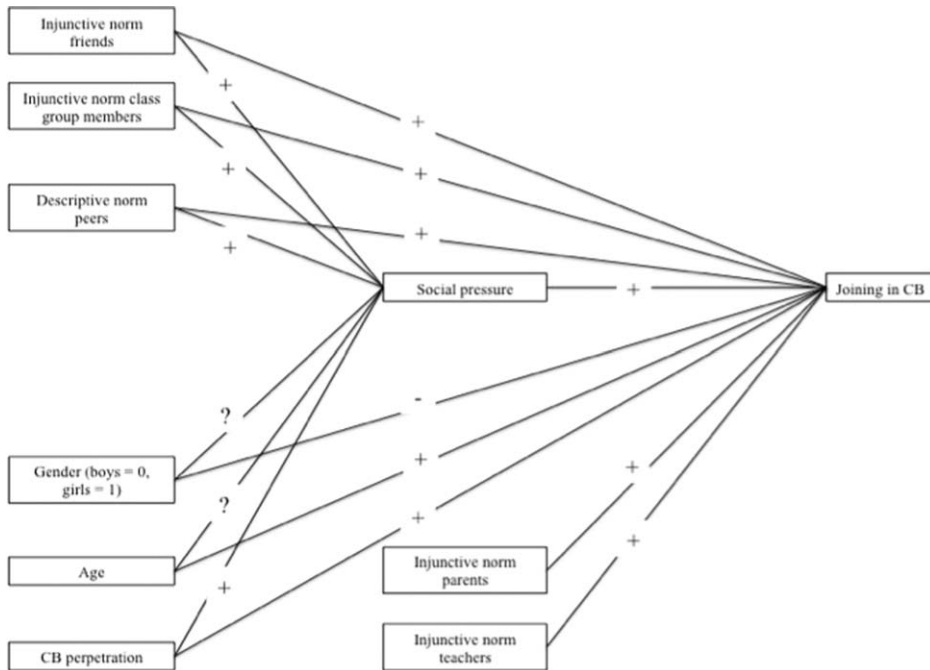 Injunctive norm
friends
+
Injunctive norm class
group members
+
+
+
Descriptive norm
peers
+
+
Social pressure
+
Joining in CB
?
-
Gender (boys = 0,
girls = 1)
+
+
?
+
+
Age
Injunctive norm
parents
+
CB perpetration
Injunctive norm
teachers